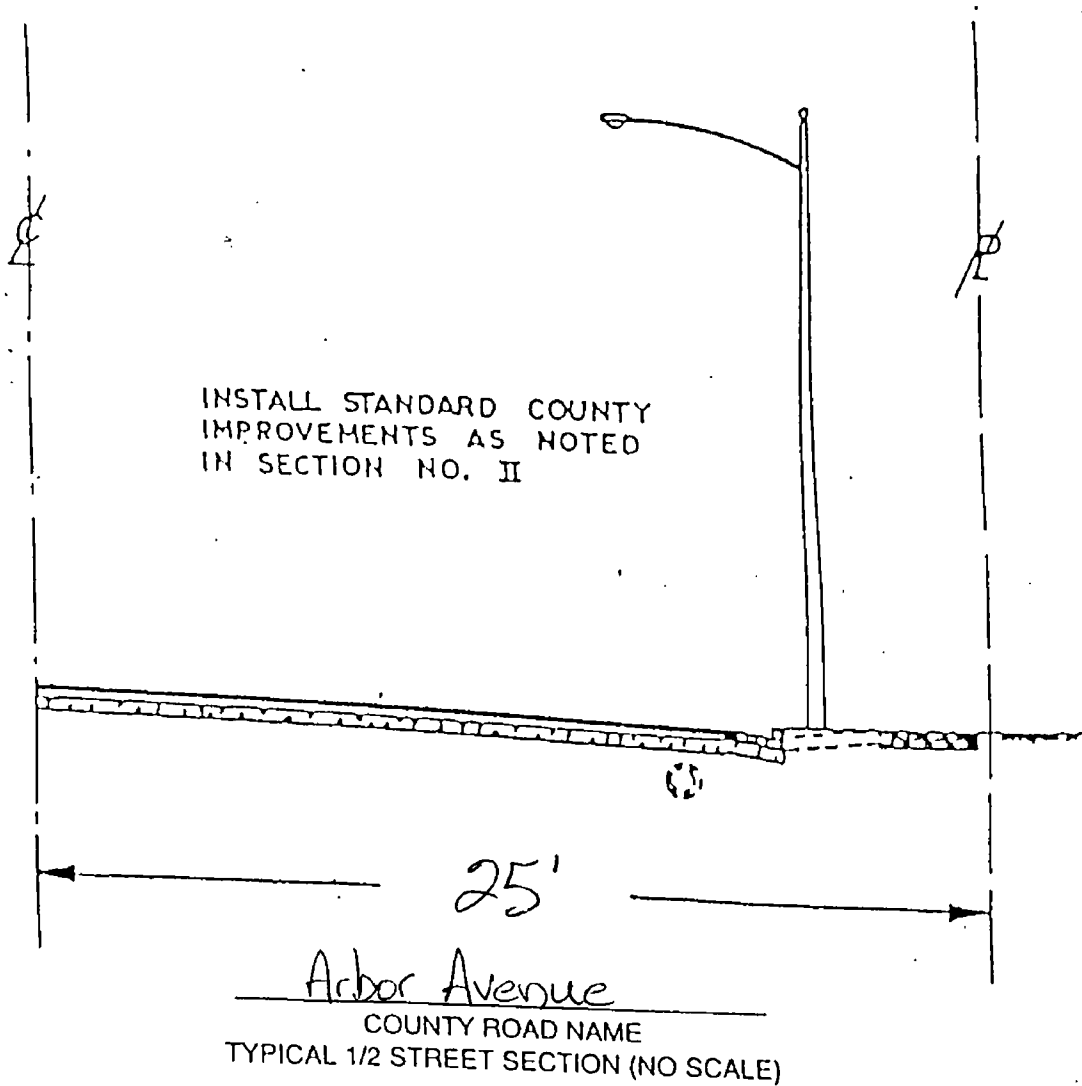 ℄
P̷L
INSTALL STANDARD COUNTY
IMPROVEMENTS AS NOTED
IN SECTION NO. II
25'
Arbor Avenue
COUNTY ROAD NAME
TYPICAL 1/2 STREET SECTION (NO SCALE)